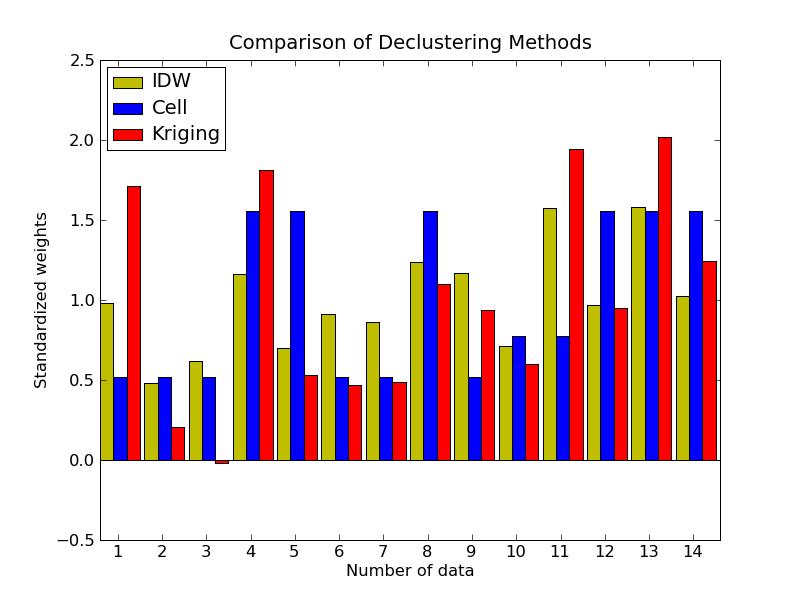 Comparison of Declustering Methods
2.5
IDW
Cell
Kriging
2.0
1.5
1.0
0.5
0.0
−0.5
Standardized weights
1 2 3 4 5 6 7 8 9 10 11 12 13 14
Number of data